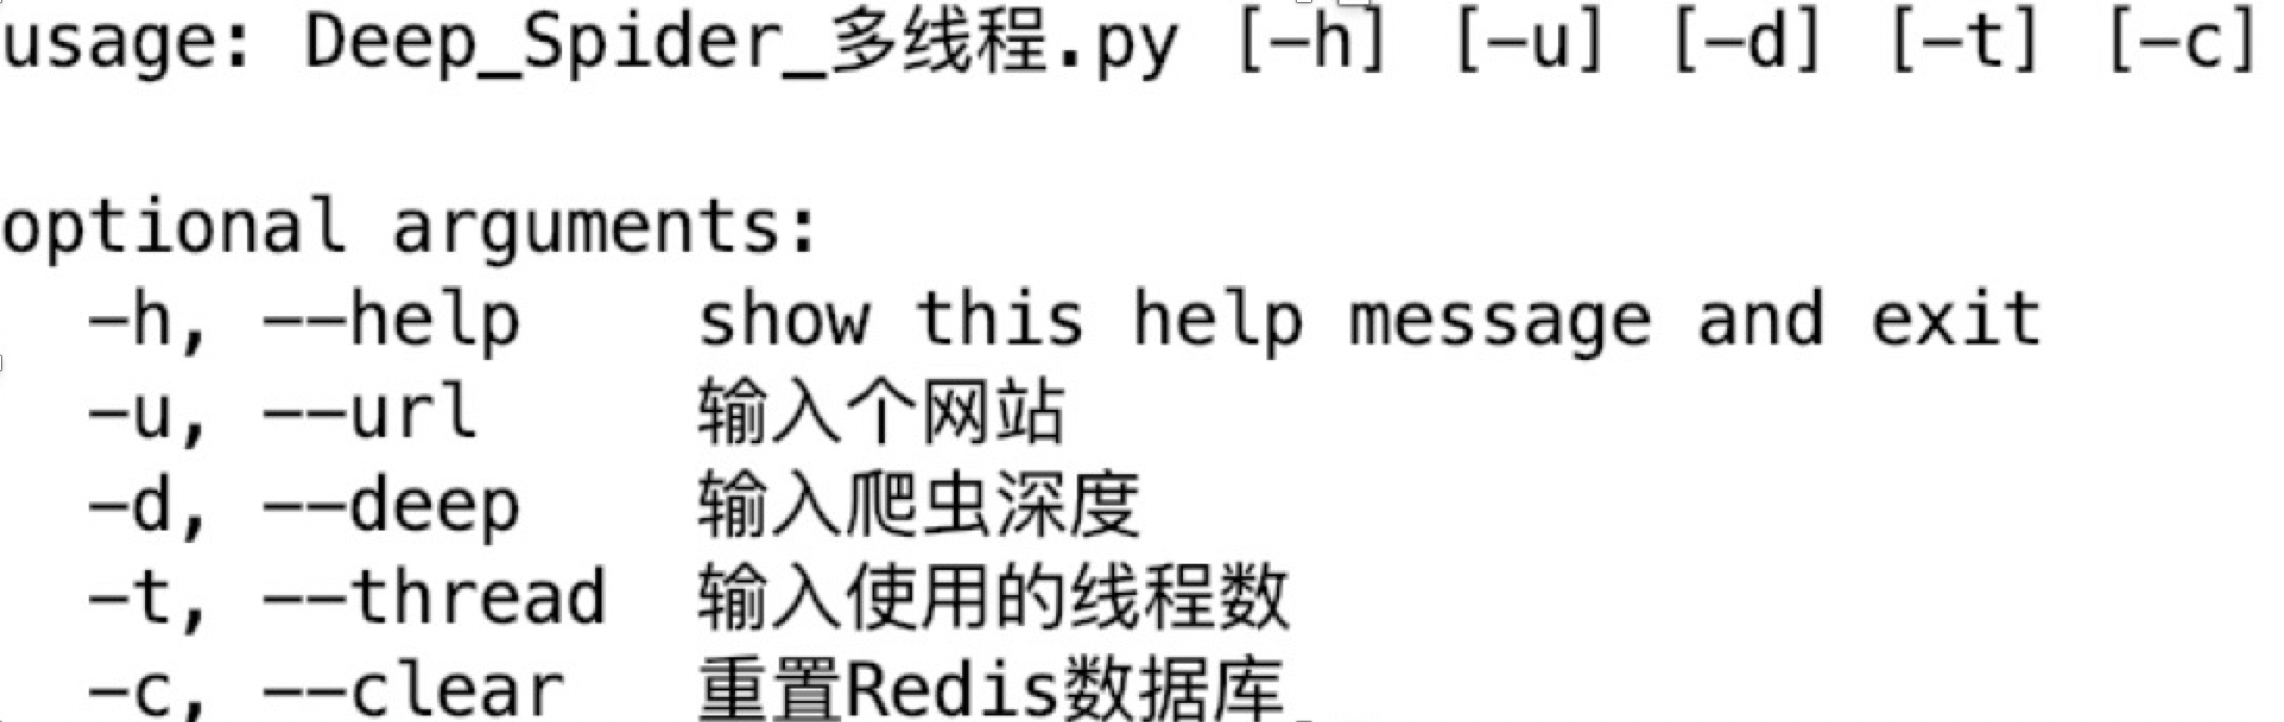 usage: Deep_Spider_多线程.py [-h] [-u] [-d] [-t] [-c]
optional arguments:
-h, --help show this help message and exit
-u, --url 输入个网站
-d, --deep 输入爬虫深度
-t, --thread 输入使用的线程数
-c, --clear 重置Redis数据库